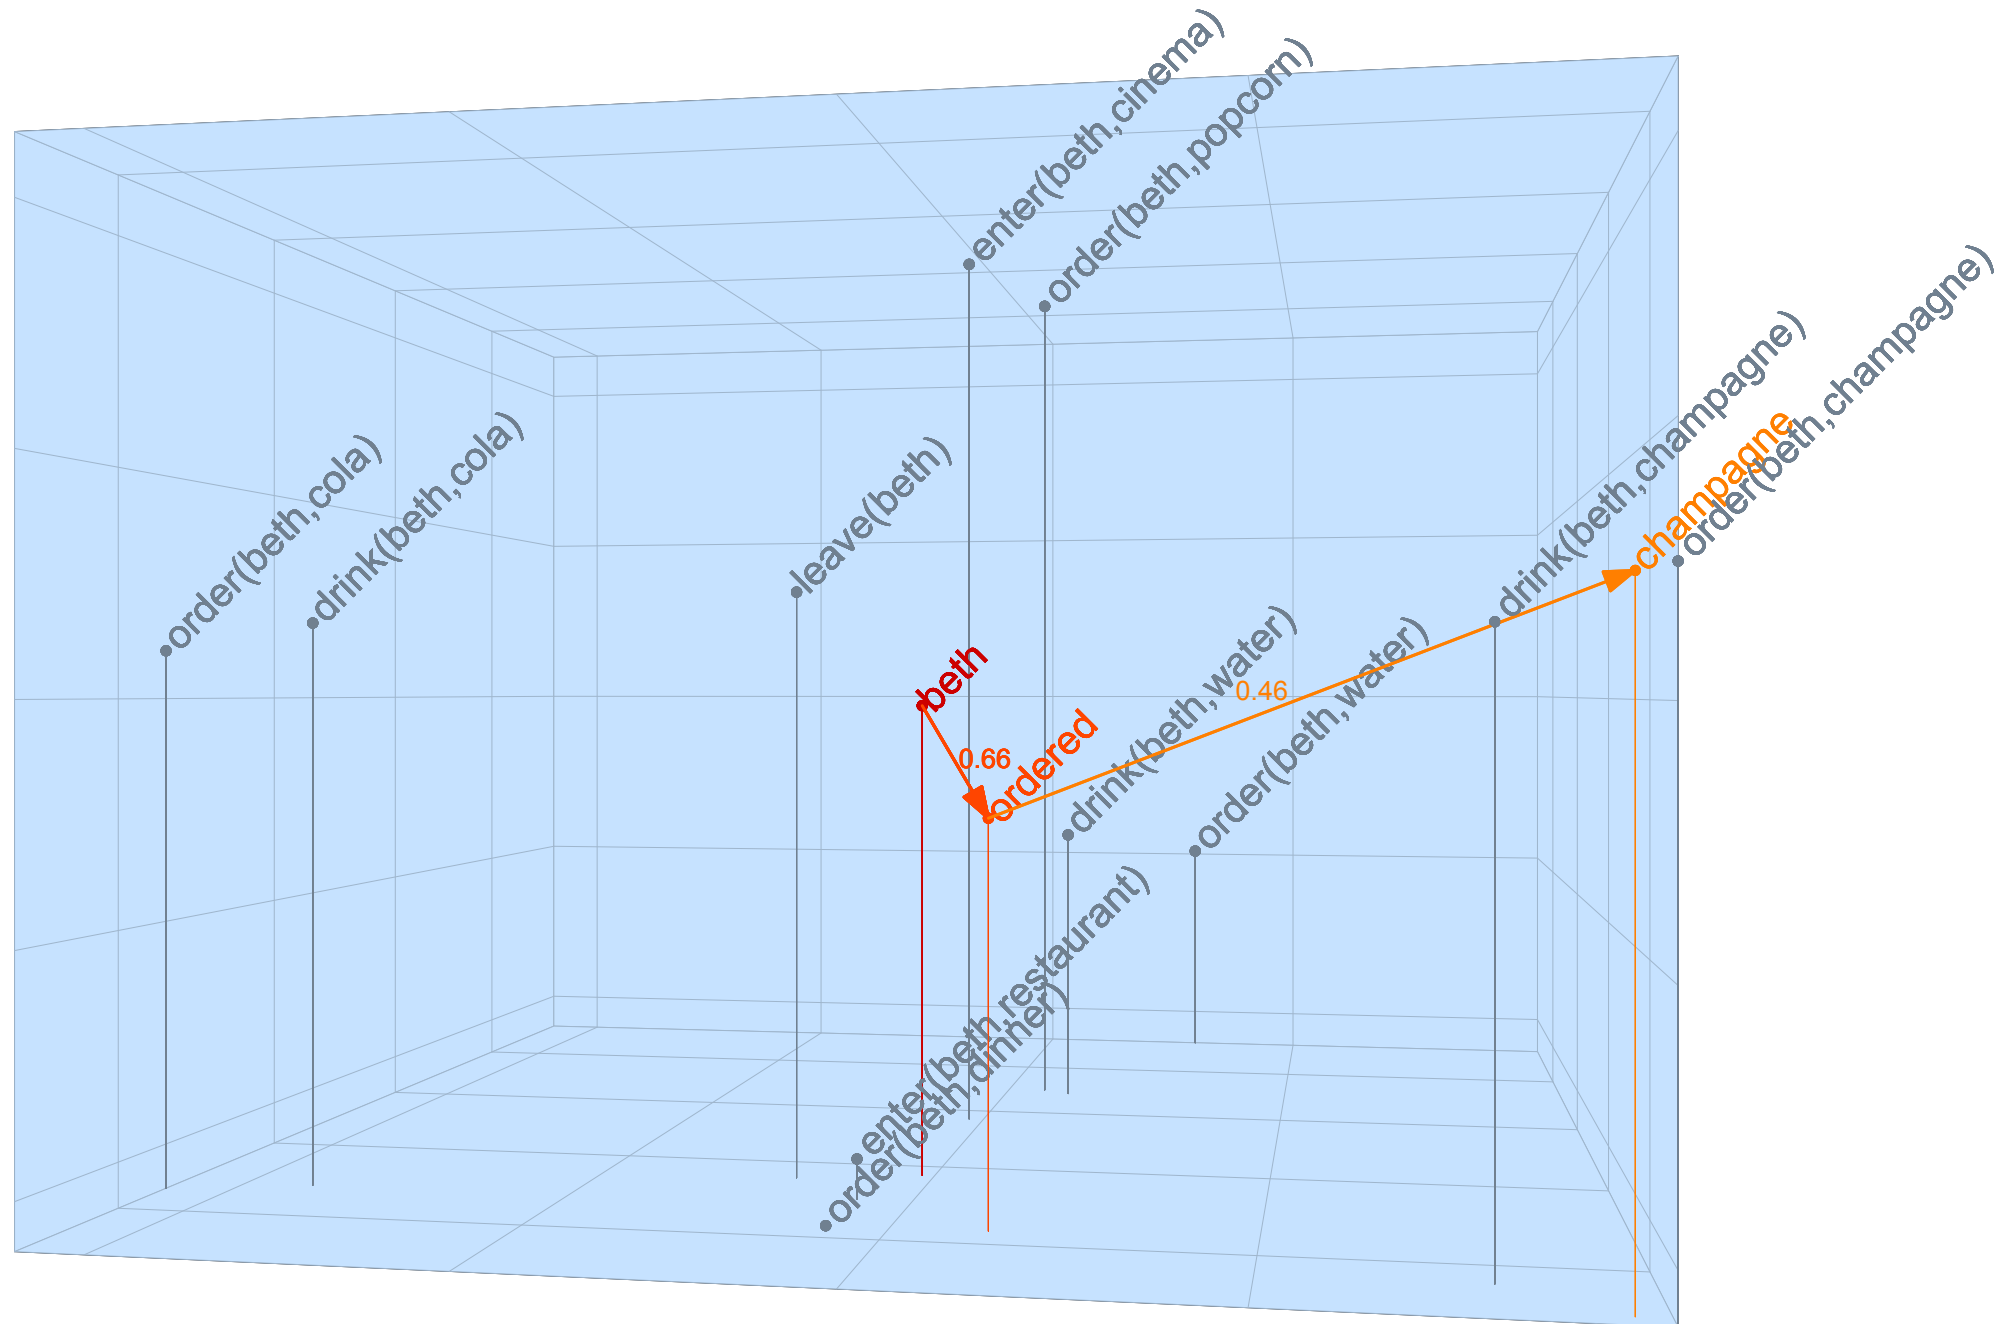 enter(beth,cinema)
order(beth,popcorn)
order(beth,champagne)
drink(beth,champagne)
champagne
order(beth,cola)
drink(beth,cola)
leave(beth)
beth
drink(beth,water)
order(beth,water)
0.46
0.66
ordered
enter(beth,restaurant)
order(beth,dinner)